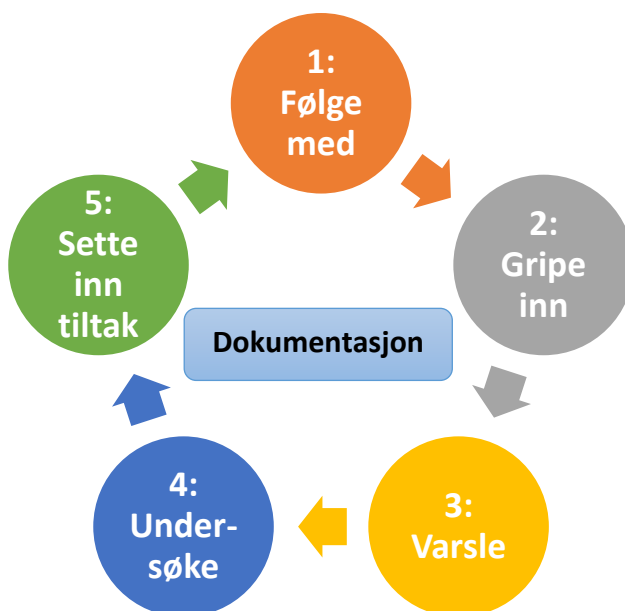 1:
Følge
med
2:
Gripe
inn
3:
Varsle
4:
Under-
søke
5:
Sette
inn
tiltak
Dokumentasjon